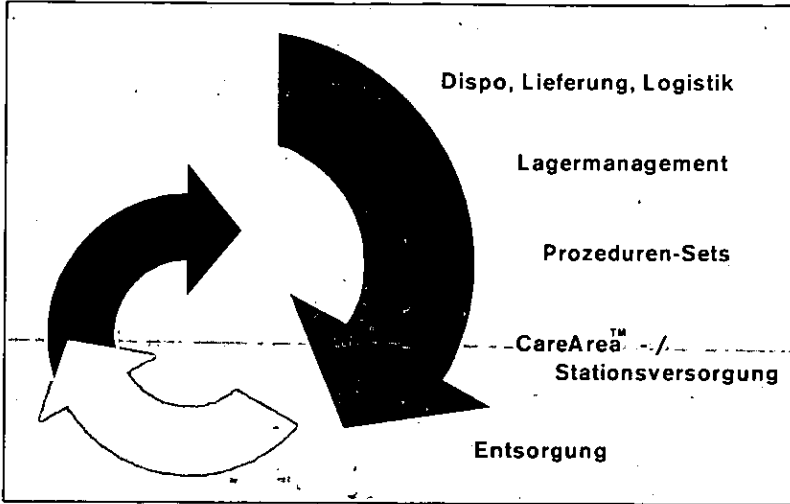 Dispo, Lieferung, Logistik
Lagermanagement
Prozeduren-Sets
CareArea™ -/
Stationsversorgung
Entsorgung